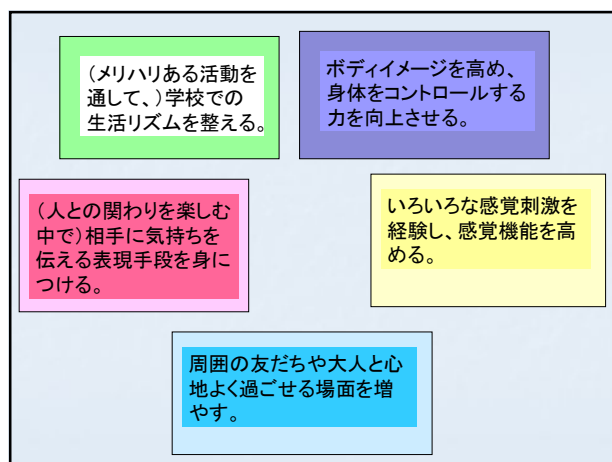 （メリハリある活動を
通して、）学校での
生活リズムを整える。
ボディイメージを高め、
身体をコントロールする
力を向上させる。
（人との関わりを楽しむ
中で）相手に気持ちを
伝える表現手段を身に
つける。
いろいろな感覚刺激を
経験し、感覚機能を高
める。
周囲の友だちや大人と心
地よく過ごせる場面を増
やす。